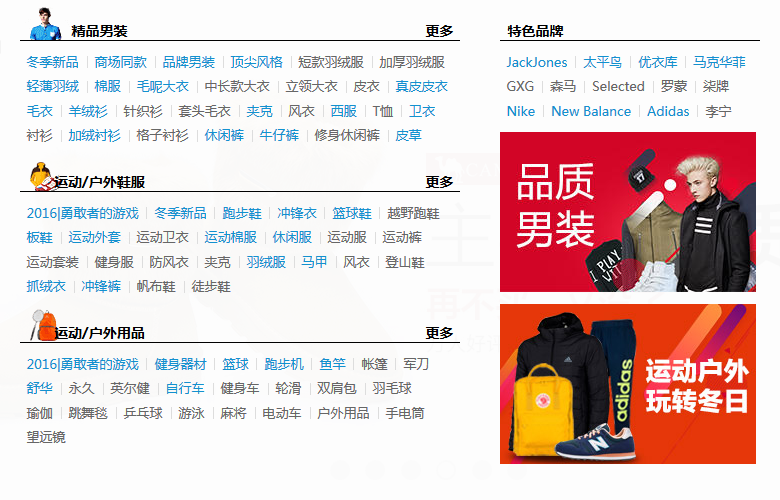 精品男装 更多
冬季新品 商场同款 品牌男装 顶尖风格 短款羽绒服 加厚羽绒服
轻薄羽绒 棉服 毛呢大衣 中长款大衣 立领大衣 皮衣 真皮皮衣
毛衣 羊绒衫 针织衫 套头毛衣 夹克 风衣 西服 T恤 卫衣
衬衫 加绒衬衫 格子衬衫 休闲裤 牛仔裤 修身休闲裤 皮草
运动/户外鞋服 更多
2016|勇敢者的游戏 冬季新品 跑步鞋 冲锋衣 篮球鞋 越野跑鞋
板鞋 运动外套 运动卫衣 运动棉服 休闲服 运动服 运动裤
运动套装 健身服 防风衣 夹克 羽绒服 马甲 风衣 登山鞋
抓绒衣 冲锋裤 帆布鞋 徒步鞋
运动/户外用品 更多
2016|勇敢者的游戏 健身器材 篮球 跑步机 鱼竿 帐篷 军刀
舒华 永久 英尔健 自行车 健身车 轮滑 双肩包 羽毛球
瑜伽 跳舞毯 乒乓球 游泳 麻将 电动车 户外用品 手电筒
望远镜
特色品牌
JackJones 太平鸟 优衣库 马克华菲
GXG 森马 Selected 罗蒙 柒牌
Nike New Balance Adidas 李宁
品质
男装
I PLAY
运动户外
玩转冬日
adidas